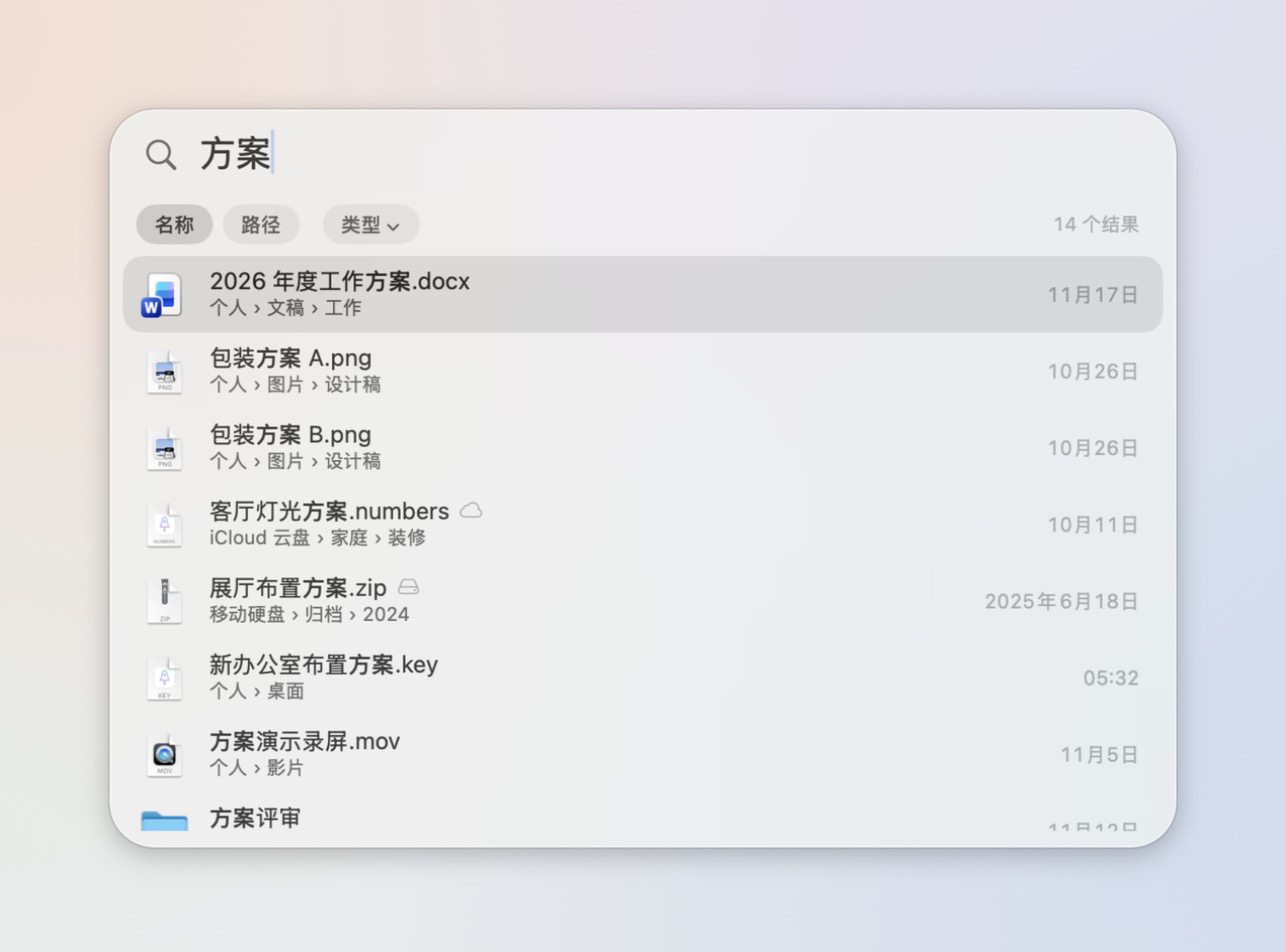 方案
名称 路径 类型 14 个结果
2026 年度工作方案.docx
个人 › 文稿 › 工作
11月17日
W
包装方案 A.png
个人 › 图片 › 设计稿
10月26日
PNG
包装方案 B.png
个人 › 图片 › 设计稿
10月26日
PNG
客厅灯光方案.numbers
iCloud 云盘 › 家庭 › 装修
10月11日
NUMBERS
展厅布置方案.zip
移动硬盘 › 归档 › 2024
2025年6月18日
ZIP
新办公室布置方案.key
个人 › 桌面
05:32
KEY
方案演示录屏.mov
个人 › 影片
11月5日
MOV
方案评审